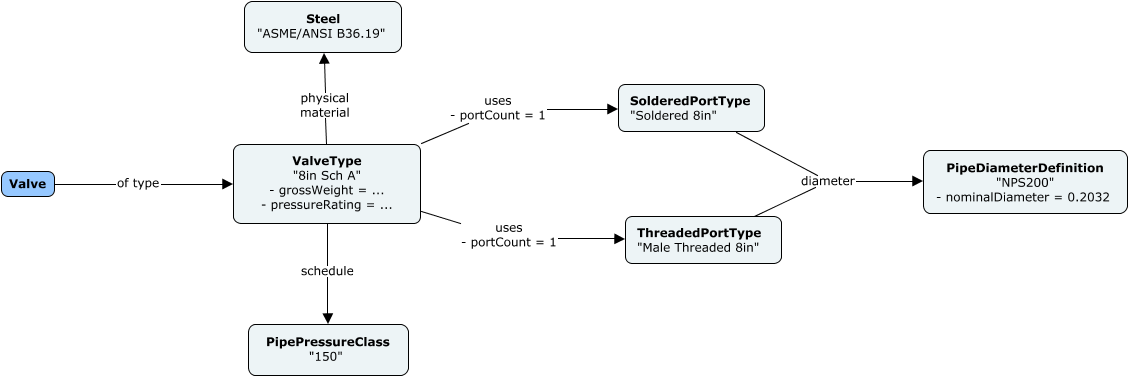 Steel
"ASME/ANSI B36.19"
physical
material
uses
- portCount = 1
SolderedPortType
"Soldered 8in"
Valve
of type
ValveType
"8in Sch A"
- grossWeight = ...
- pressureRating = ...
diameter
PipeDiameterDefinition
"NPS200"
- nominalDiameter = 0.2032
uses
- portCount = 1
ThreadedPortType
"Male Threaded 8in"
schedule
PipePressureClass
"150"